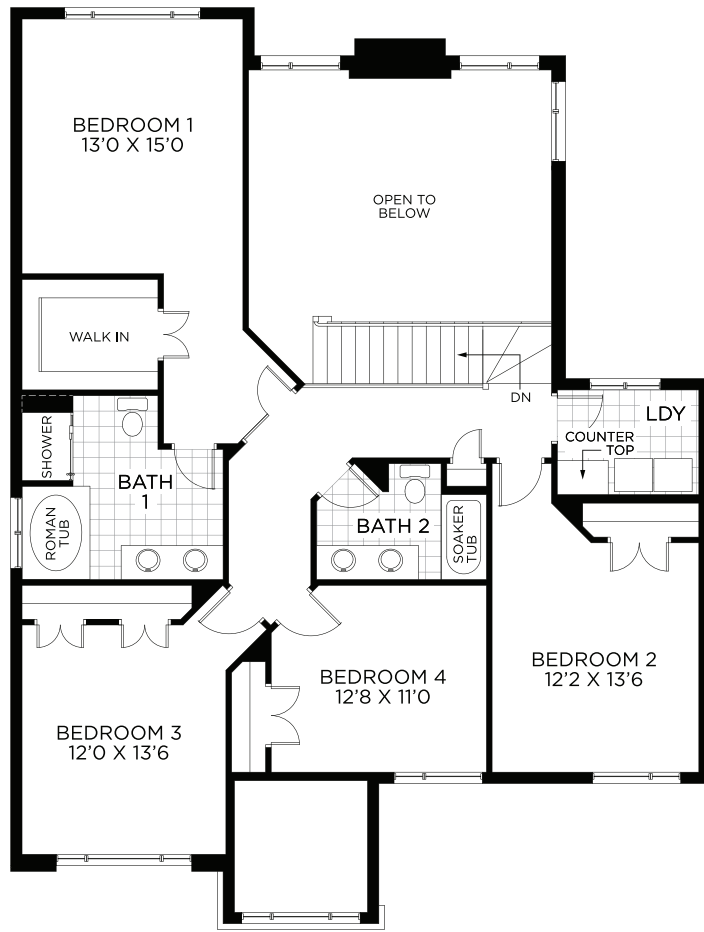 BEDROOM 1
13'0 X 15'0
OPEN TO
BELOW
WALK IN
DN
LDY
COUNTER
TOP
SHOWER
BATH
1
ROMAN
TUB
BATH 2
SOAKER
TUB
BEDROOM 2
12'2 X 13'6
BEDROOM 4
12'8 X 11'0
BEDROOM 3
12'0 X 13'6